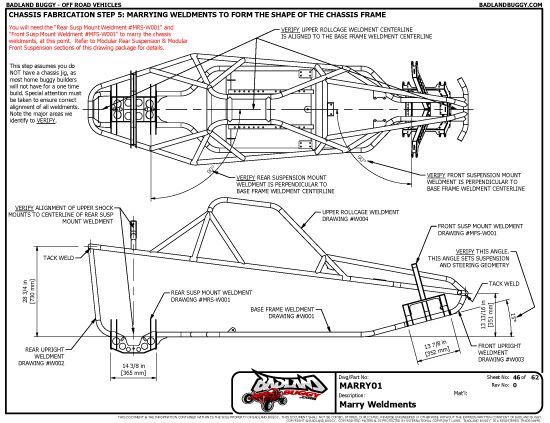 BADLAND BUGGY - OFF ROAD VEHICLES
BADLANDBUGGY.COM
CHASSIS FABRICATION STEP 5: MARRYING WELDMENTS TO FORM THE SHAPE OF THE CHASSIS FRAME
You will need the "Rear Susp Mount Weldment #MRS-W001" and
"Front Susp Mount Weldment #MFS-W001" to marry the chassis
weldments, at this point. Refer to Modular Rear Suspension & Modular
Front Suspension sections of this drawing package for details.
VERIFY UPPER ROLLCAGE WELDMENT CENTERLINE
IS ALIGNED TO THE BASE FRAME WELDMENT CENTERLINE
This step assumes you do
NOT have a chassis jig, as
most home buggy builders
will not have for a one time
build. Special attention must
be taken to ensure correct
alignment of all weldments.
Note the major areas we
identify to VERIFY.
90°
90°
VERIFY REAR SUSPENSION MOUNT
WELDMENT IS PERPENDICULAR TO
BASE FRAME WELDMENT CENTERLINE
VERIFY FRONT SUSPENSION MOUNT
WELDMENT IS PERPENDICULAR TO
BASE FRAME WELDMENT CENTERLINE
VERIFY ALIGNMENT OF UPPER SHOCK
MOUNTS TO CENTERLINE OF REAR SUSP
MOUNT WELDMENT
UPPER ROLLCAGE WELDMENT
DRAWING #W004
FRONT SUSP MOUNT WELDMENT
DRAWING #MFS-W001
VERIFY THIS ANGLE.
THIS ANGLE SETS SUSPENSION
AND STEERING GEOMETRY
TACK WELD
TACK WELD
28 3/4 in
[730 mm]
REAR SUSP MOUNT WELDMENT
DRAWING #MRS-W001
BASE FRAME WELDMENT
DRAWING #W001
13 13/16 in
[351 mm]
REAR UPRIGHT
WELDMENT
DRAWING #W002
14 3/8 in
[365 mm]
13 7/8 in
[352 mm]
FRONT UPRIGHT
WELDMENT
DRAWING #W003
BADLAND
BUGGY.COM
Dwg/Part No:
MARRY01
Description:
Marry Weldments
Mat'l:
Sheet No: 46 of 62
Rev No: 0